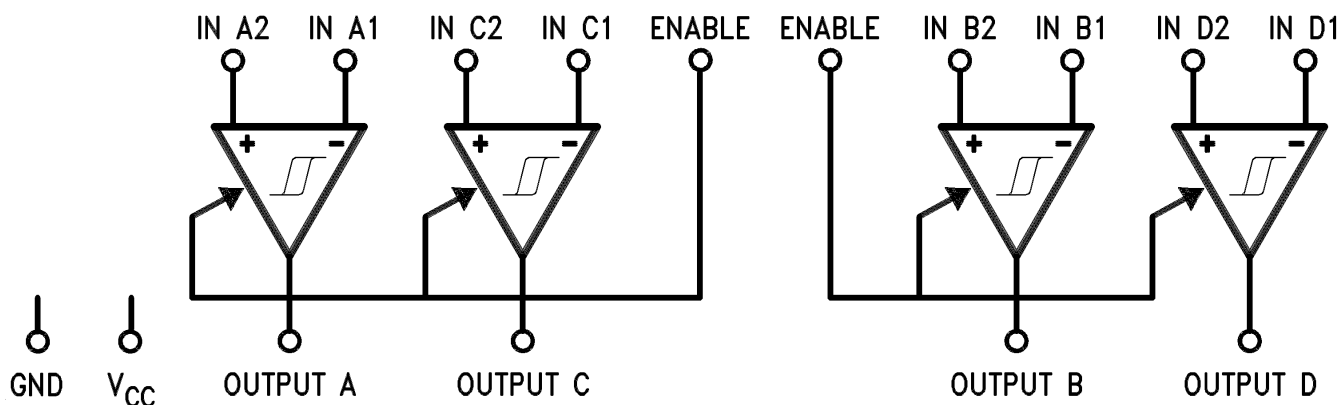 IN A2 IN A1 IN C2 IN C1 ENABLE ENABLE IN B2 IN B1 IN D2 IN D1
+ - + - + - + -
GND VCC OUTPUT A OUTPUT C OUTPUT B OUTPUT D